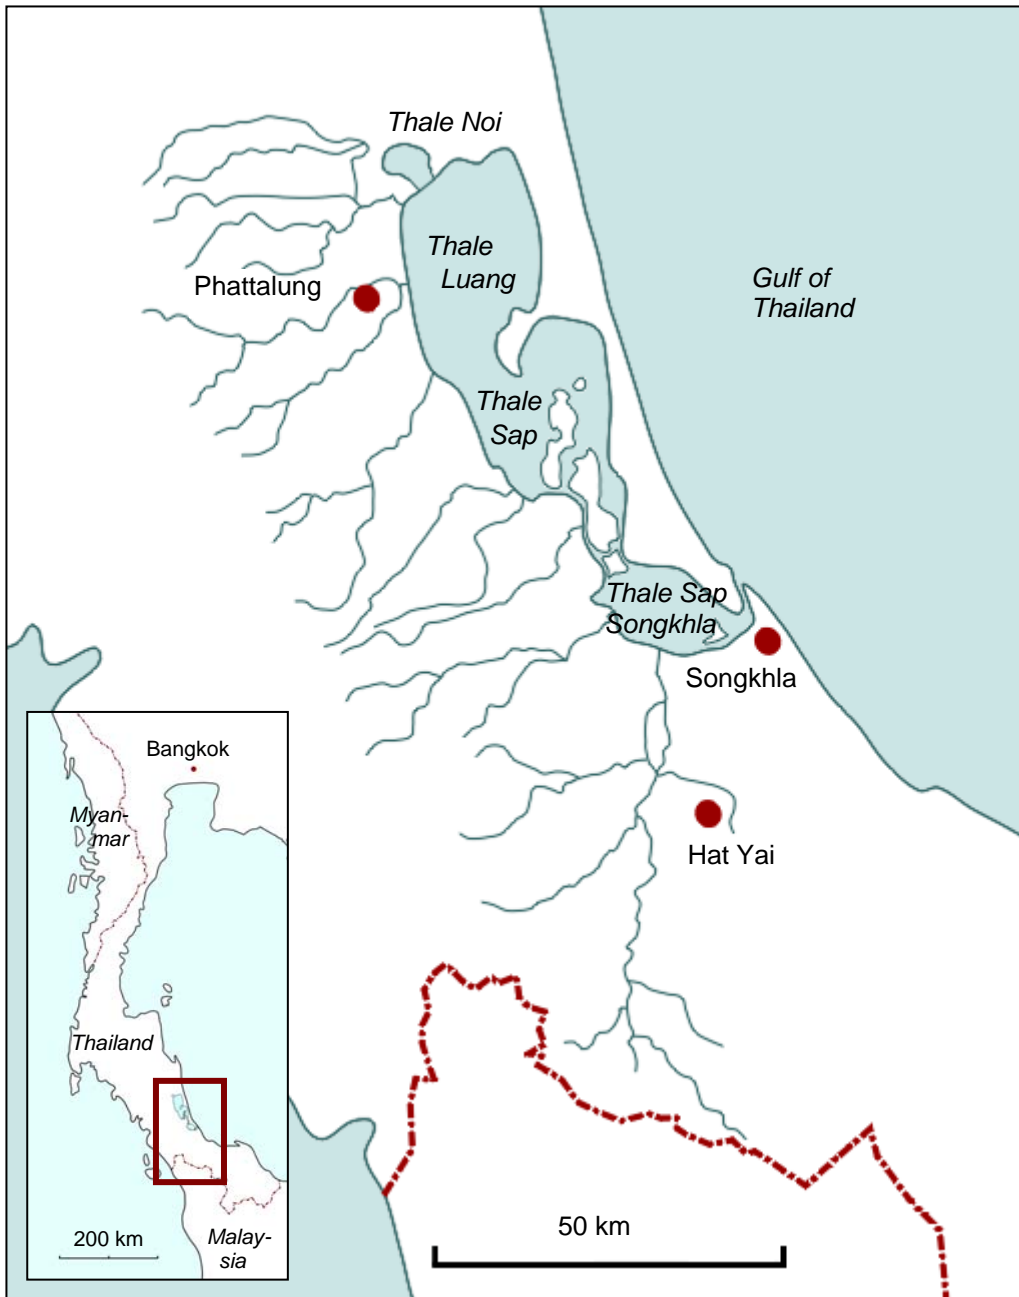 Thale Noi
Thale
Luang
Phattalung
Gulf of
Thailand
Thale
Sap
Thale Sap
Songkhla
Songkhla
Hat Yai
Bangkok
Myan-
mar
Thailand
200 km
Malay-
sia
50 km